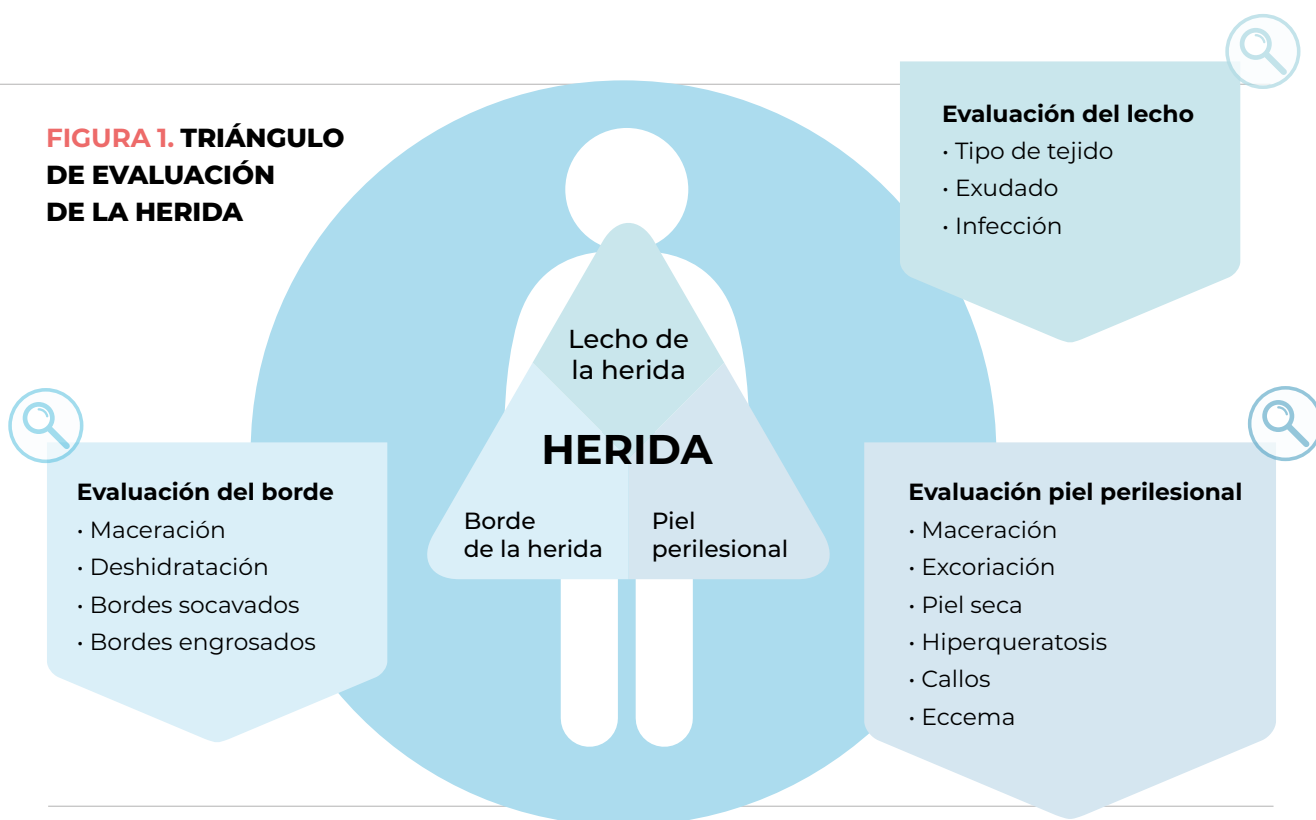 FIGURA 1. TRIÁNGULO
DE EVALUACIÓN
DE LA HERIDA
Evaluación del lecho
· Tipo de tejido
· Exudado
· Infección
Lecho de
la herida
HERIDA
Borde
de la herida
Piel
perilesional
Evaluación del borde
· Maceración
· Deshidratación
· Bordes socavados
· Bordes engrosados
Evaluación piel perilesional
· Maceración
· Excoriación
· Piel seca
· Hiperqueratosis
· Callos
· Eccema